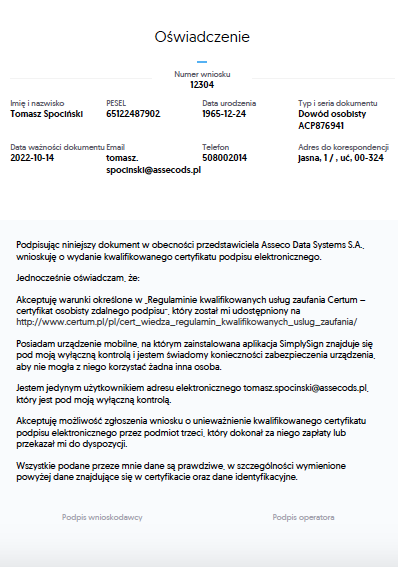 Oświadczenie
Numer wniosku
12304
Imię i nazwisko PESEL Data urodzenia Typ i seria dokumentu
Tomasz Spociński 65122487902 1965-12-24 Dowód osobisty
ACP876941
Data ważności dokumentu Email Telefon Adres do korespondencji
2022-10-14 tomasz. 508002014 jasna, 1 / , uć, 00-324
spocinski@assecods.pl
Podpisując niniejszy dokument w obecności przedstawiciela Asseco Data Systems S.A.,
wnioskuję o wydanie kwalifikowanego certyfikatu podpisu elektronicznego.
Jednocześnie oświadczam, że:
Akceptuję warunki określone w „Regulaminie kwalifikowanych usług zaufania Certum –
certyfikat osobisty zdalnego podpisu", który został mi udostępniony na
http://www.certum.pl/pl/cert_wiedza_regulamin_kwalifikowanych_uslug_zaufania/
Posiadam urządzenie mobilne, na którym zainstalowana aplikacja SimplySign znajduje się
pod moją wyłączną kontrolą i jestem świadomy konieczności zabezpieczenia urządzenia,
aby nie mogła z niego korzystać żadna inna osoba.
Jestem jedynym użytkownikiem adresu elektronicznego tomasz.spocinski@assecods.pl,
który jest pod moją wyłączną kontrolą.
Akceptuję możliwość zgłoszenia wniosku o unieważnienie kwalifikowanego certyfikatu
podpisu elektronicznego przez podmiot trzeci, który dokonał za niego zapłaty lub
przekazał mi do dyspozycji.
Wszystkie podane przeze mnie dane są prawdziwe, w szczególności wymienione
powyżej dane znajdujące się w certyfikacie oraz dane identyfikacyjne.
Podpis wnioskodawcy Podpis operatora